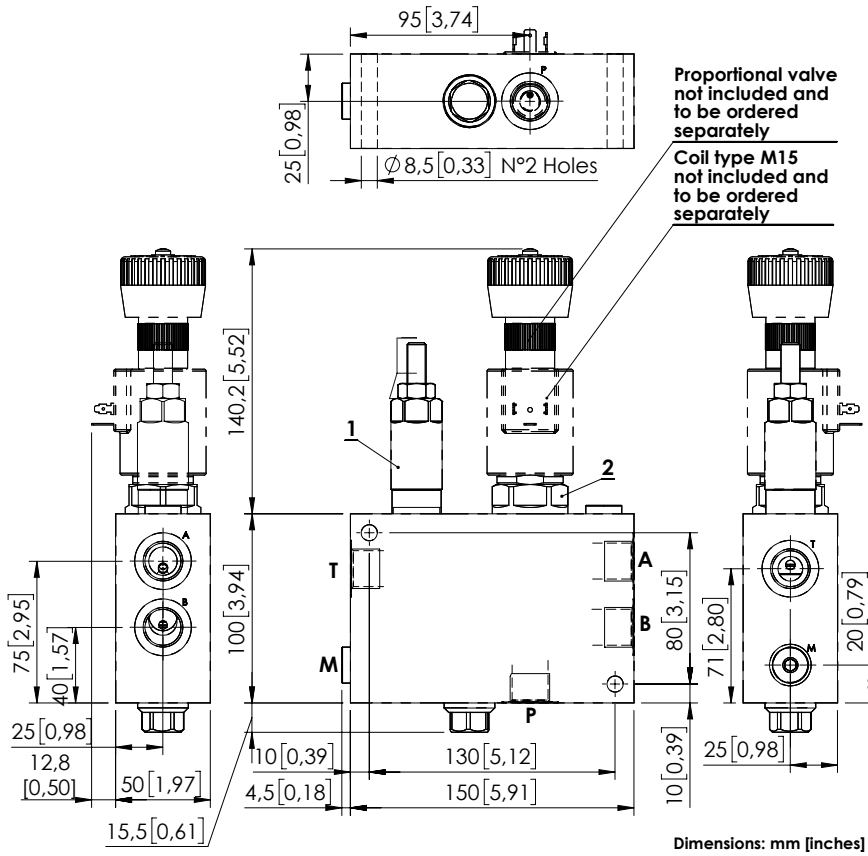 95[3,74]
P
25[0,98]
Ø8,5[0,33] N°2 Holes
Proportional valve
not included and
to be ordered
separately
Coil type M15
not included and
to be ordered
separately
140,2[5,52]
1
2
A
B
75[2,95]
40[1,57]
25[0,98]
12,8
[0,50]
50[1,97]
15,5[0,61]
100[3,94]
T
M
A
B
P
80[3,15]
10[0,39]
10[0,39]
130[5,12]
4,5[0,18]
150[5,91]
T
M
71[2,80]
20[0,79]
25[0,98]
Dimensions: mm [inches]